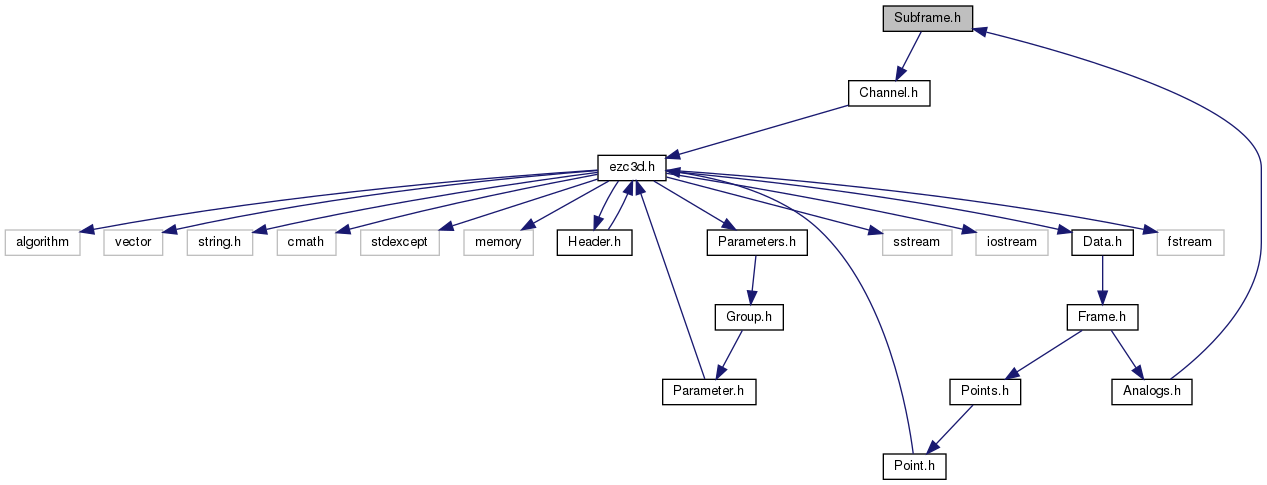 Subframe.h
Channel.h
ezc3d.h
algorithm
vector
string.h
cmath
stdexcept
memory
Header.h
Parameters.h
sstream
iostream
Data.h
fstream
Group.h
Frame.h
Parameter.h
Points.h
Analogs.h
Point.h